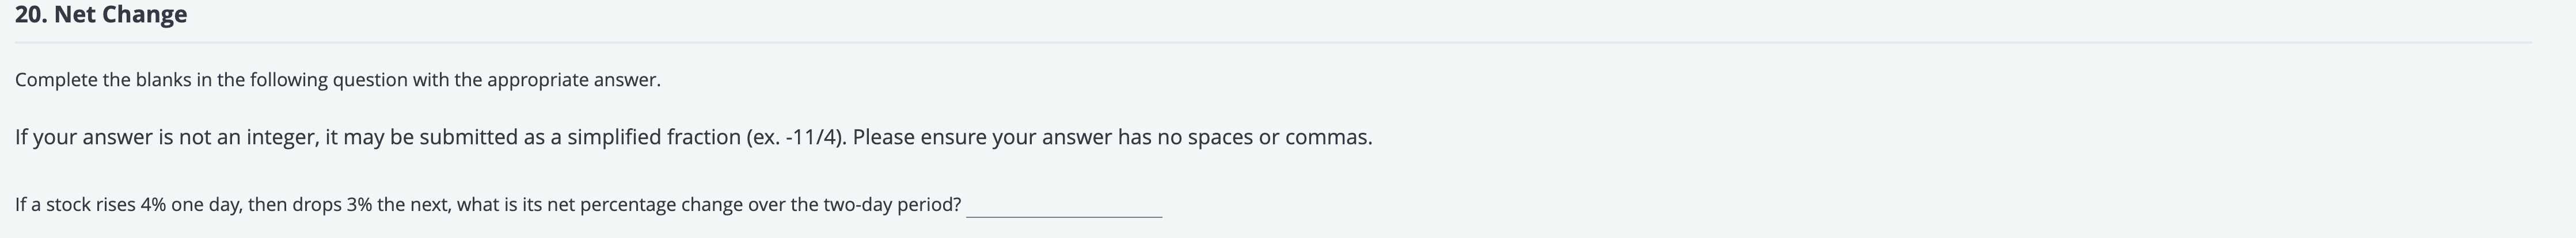 20. Net Change
Complete the blanks in the following question with the appropriate answer.
If your answer is not an integer, it may be submitted as a simplified fraction (ex. -11/4). Please ensure your answer has no spaces or commas.
If a stock rises 4% one day, then drops 3% the next, what is its net percentage change over the two-day period?